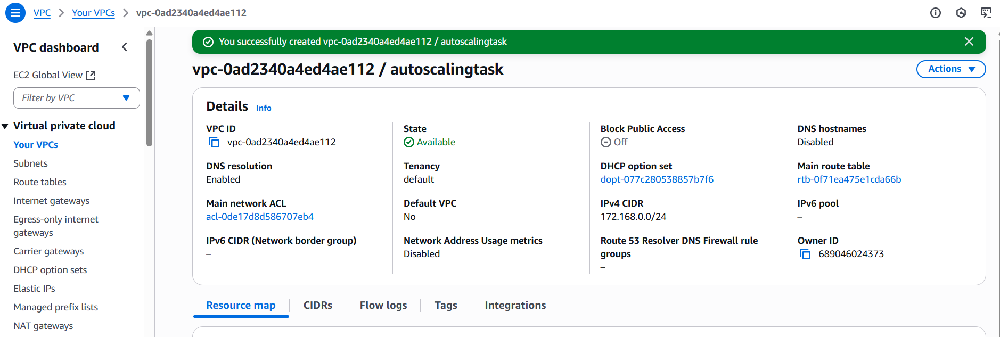 VPC > Your VPCs > vpc-0ad2340a4ed4ae112
VPC dashboard
EC2 Global View
Filter by VPC
Virtual private cloud
Your VPCs
Subnets
Route tables
Internet gateways
Egress-only internet
gateways
Carrier gateways
DHCP option sets
Elastic IPs
Managed prefix lists
NAT gateways
You successfully created vpc-0ad2340a4ed4ae112 / autoscalingtask
vpc-0ad2340a4ed4ae112 / autoscalingtask
Actions
Details Info
VPC ID
vpc-0ad2340a4ed4ae112
State
Available
Block Public Access
Off
DNS hostnames
Disabled
DNS resolution
Enabled
Tenancy
default
DHCP option set
dopt-077c280538857b7f6
Main route table
rtb-0f71ea475e1cda66b
Main network ACL
acl-0de17d8d586707eb4
Default VPC
No
IPv4 CIDR
172.168.0.0/24
IPv6 pool
–
IPv6 CIDR (Network border group)
–
Network Address Usage metrics
Disabled
Route 53 Resolver DNS Firewall rule
groups
–
Owner ID
689046024373
Resource map
CIDRs
Flow logs
Tags
Integrations